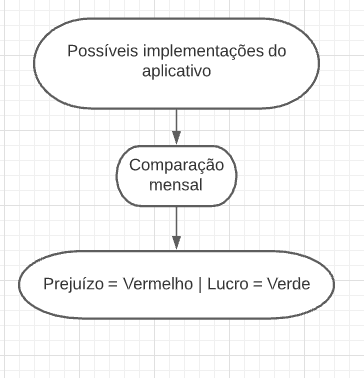 Possíveis implementações do
aplicativo
Comparação
mensal
Prejuízo = Vermelho | Lucro = Verde